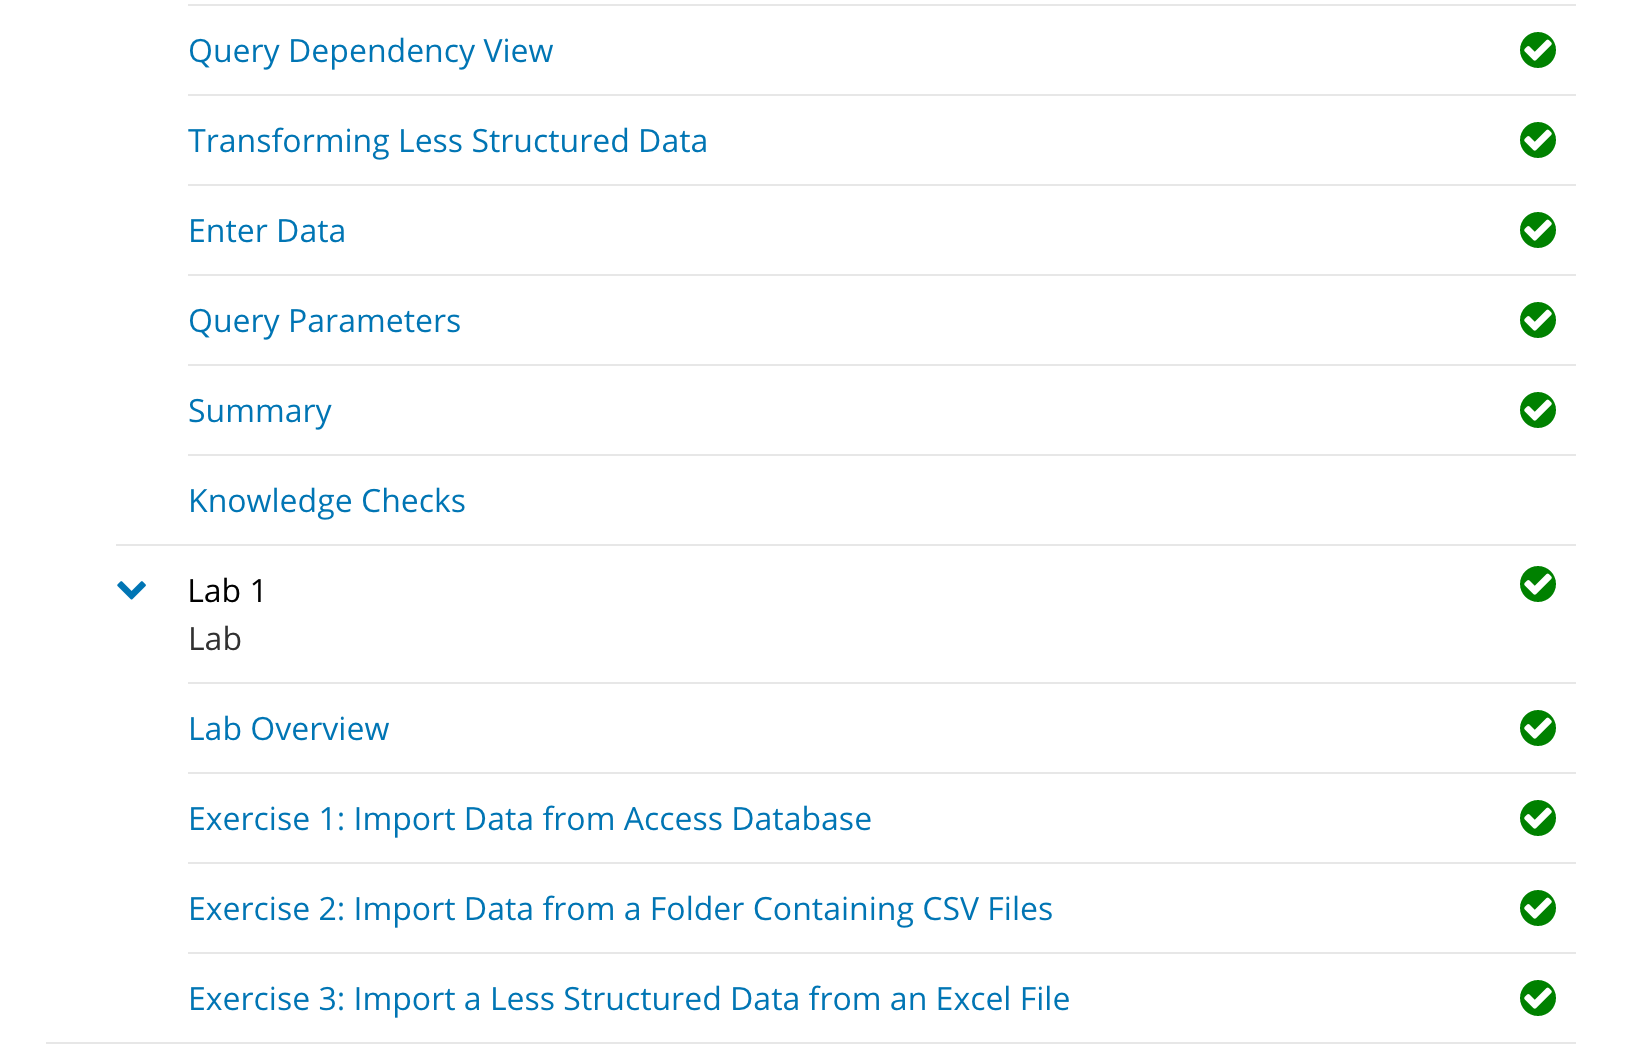 Query Dependency View
Transforming Less Structured Data
Enter Data
Query Parameters
Summary
Knowledge Checks
Lab 1
Lab
Lab Overview
Exercise 1: Import Data from Access Database
Exercise 2: Import Data from a Folder Containing CSV Files
Exercise 3: Import a Less Structured Data from an Excel File